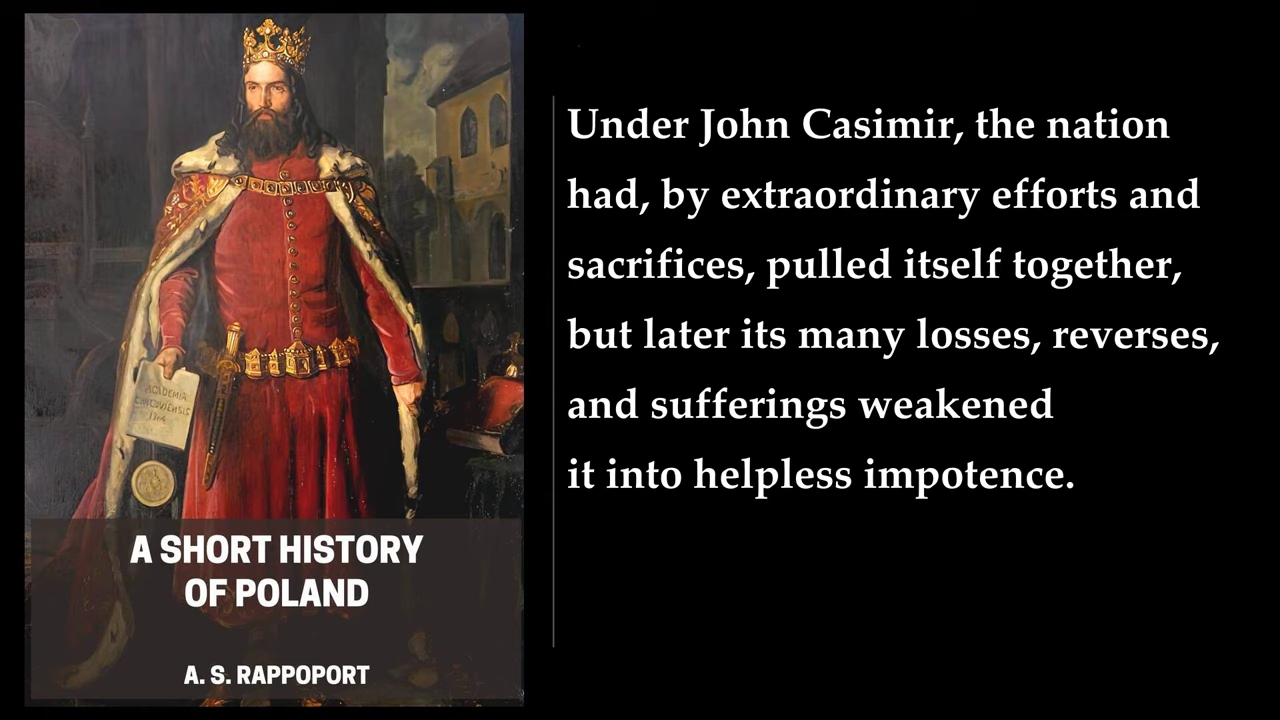 A SHORT HISTORY
OF POLAND
A. S. RAPPOPORT
Under John Casimir, the nation
had, by extraordinary efforts and
sacrifices, pulled itself together,
but later its many losses, reverses,
and sufferings weakened
it into helpless impotence.
ACADEMIA